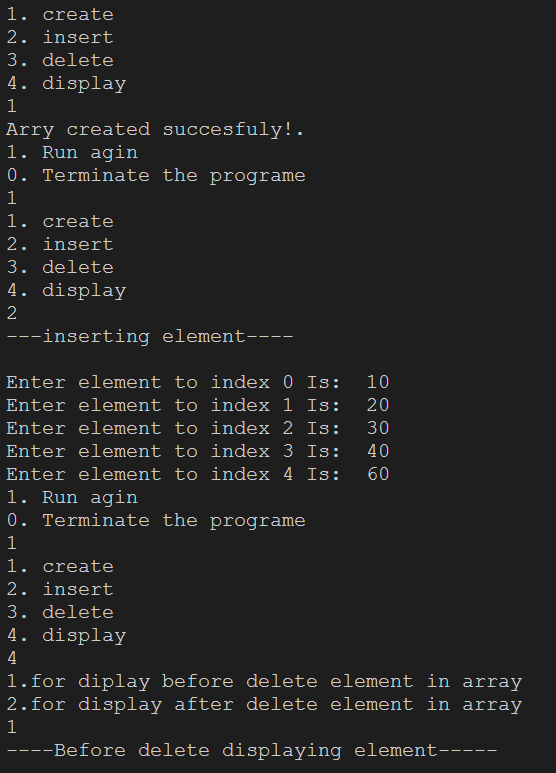 1. create
2. insert
3. delete
4. display
1
Arry created succesfuly!.
1. Run agin
0. Terminate the programe
1
1. create
2. insert
3. delete
4. display
2
---inserting element----
Enter element to index 0 Is:  10
Enter element to index 1 Is:  20
Enter element to index 2 Is:  30
Enter element to index 3 Is:  40
Enter element to index 4 Is:  60
1. Run agin
0. Terminate the programe
1
1. create
2. insert
3. delete
4. display
4
1.for diplay before delete element in array
2.for display after delete element in array
1
----Before delete displaying element-----